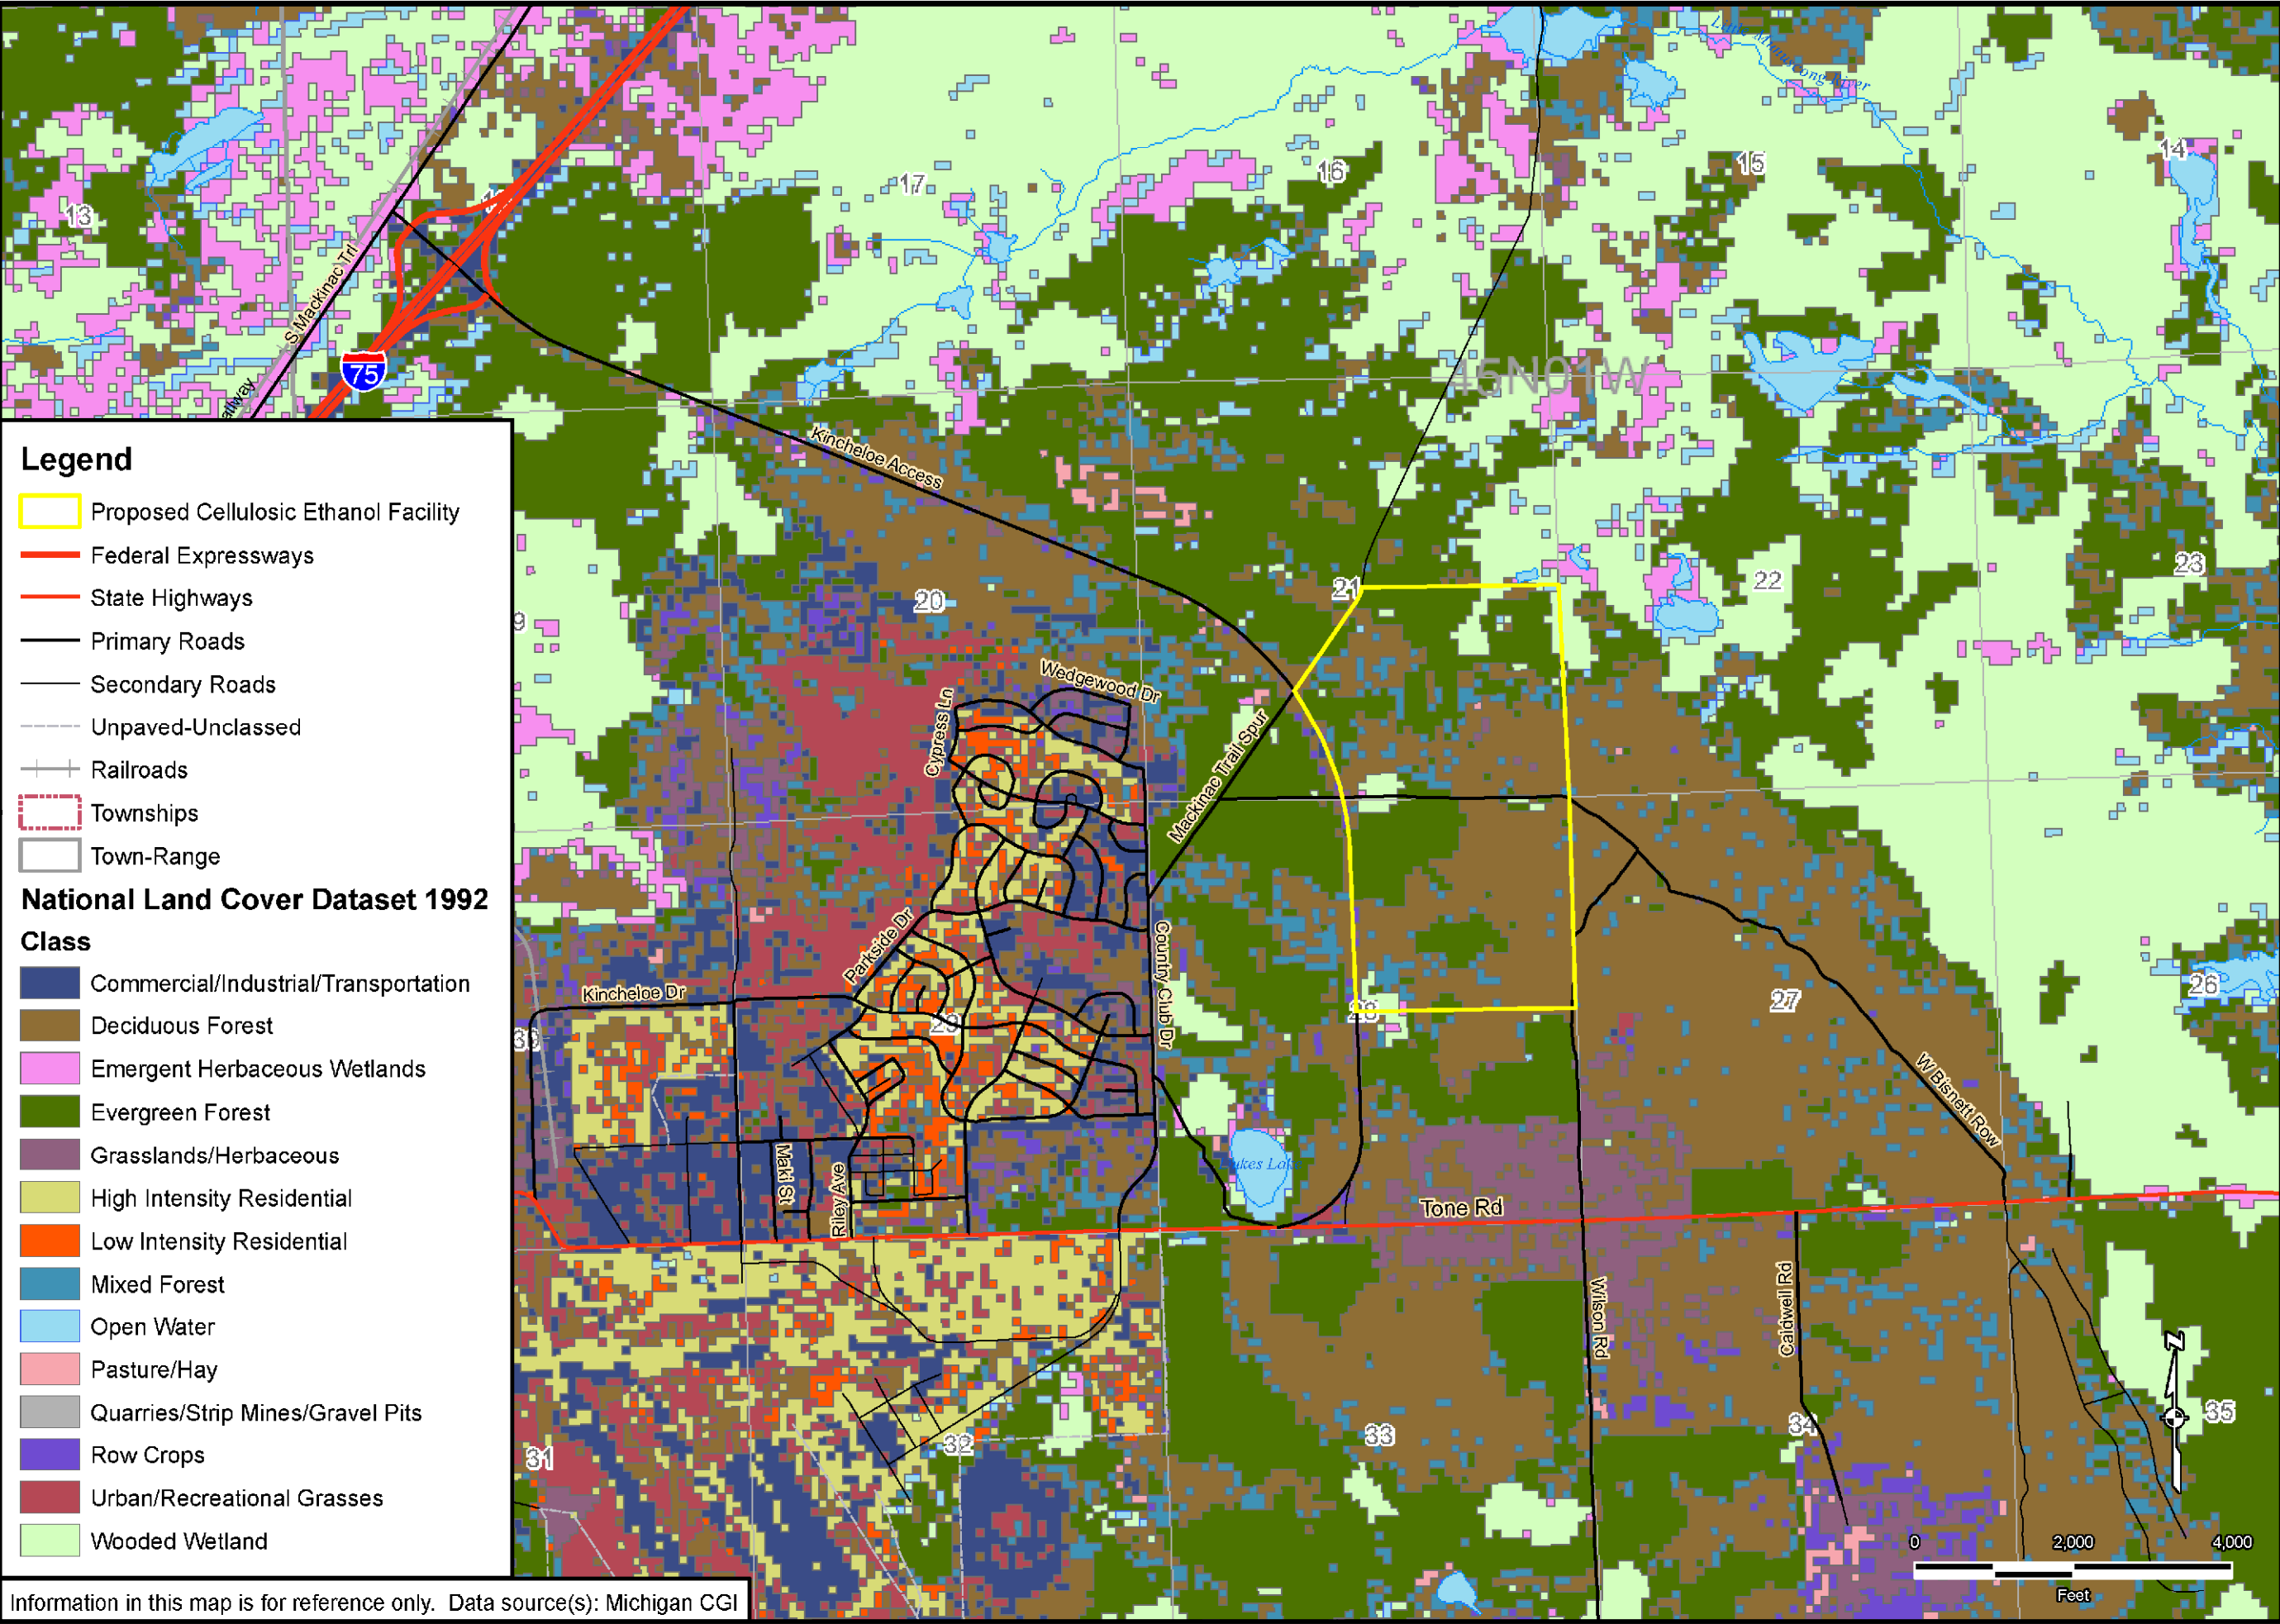 Little Munuscong River
14
15
16
17
13
S Mackinac Trl
45N01W
75
Kincheloe Access
Legend
Proposed Cellulosic Ethanol Facility
Federal Expressways
State Highways
Primary Roads
Secondary Roads
Unpaved-Unclassed
Railroads
Townships
Town-Range
National Land Cover Dataset 1992
Class
Commercial/Industrial/Transportation
Deciduous Forest
Emergent Herbaceous Wetlands
Evergreen Forest
Grasslands/Herbaceous
High Intensity Residential
Low Intensity Residential
Mixed Forest
Open Water
Pasture/Hay
Quarries/Strip Mines/Gravel Pits
Row Crops
Urban/Recreational Grasses
Wooded Wetland
23
22
21
20
9
Wedgewood Dr
Cypress Ln
Mackinac Trail Spur
Parkside Dr
Country Club Dr
Kincheloe Dr
26
27
28
29
30
W Bisnett Row
Maki St
Riley Ave
Tone Rd
Wilson Rd
Caldwell Rd
N
35
34
33
32
31
0 2,000 4,000
Feet
Information in this map is for reference only. Data source(s): Michigan CGI